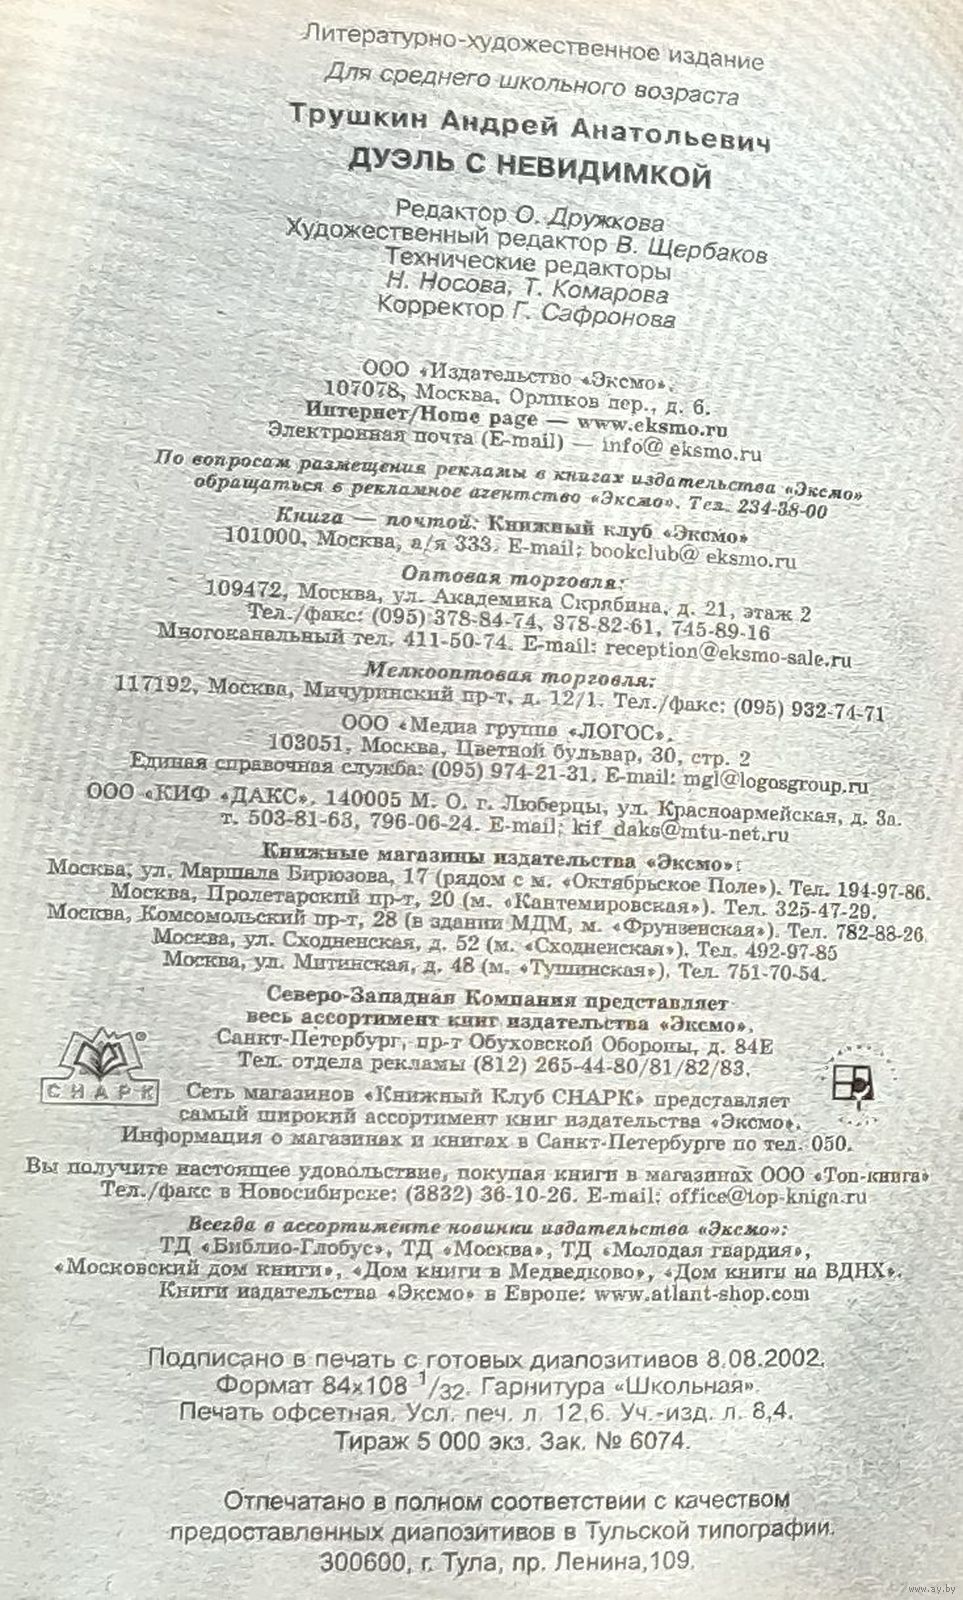 Литературно-художественное издание
Для среднего школьного возраста
Трушкин Андрей Анатольевич
ДУЭЛЬ С НЕВИДИМКОЙ
Редактор О. Дружкова
Художественный редактор В. Щербаков
Технические редакторы
Н. Носова, Т. Комарова
Корректор Г. Сафронова
ООО «Издательство «Эксмо».
107078, Москва, Орликов пер., д. 6.
Интернет/Home page — www.eksmo.ru
Электронная почта (E-mail) — info@ eksmo.ru
По вопросам размещения рекламы в книгах издательства «Эксмо»
обращаться в рекламное агентство «Эксмо». Тел. 234-38-00
Книга — почтой: Книжный клуб «Эксмо»
101000, Москва, а/я 333. E-mail: bookclub@ eksmo.ru
Оптовая торговля:
109472, Москва, ул. Академика Скрябина, д. 21, этаж 2
Тел./факс: (095) 378-84-74, 378-82-61, 745-89-16
Многоканальный тел. 411-50-74. E-mail: reception@eksmo-sale.ru
Мелкооптовая торговля:
117192, Москва, Мичуринский пр-т, д. 12/1. Тел./факс: (095) 932-74-71
ООО «Медиа группа «ЛОГОС».
103051, Москва, Цветной бульвар, 30, стр. 2
Единая справочная служба: (095) 974-21-31. E-mail: mgl@logosgroup.ru
ООО «КИФ «ДАКС». 140005 М. О. г. Люберцы, ул. Красноармейская, д. 3а.
т. 503-81-63, 796-06-24. E-mail: kif_daks@mtu-net.ru
Книжные магазины издательства «Эксмо»:
Москва, ул. Маршала Бирюзова, 17 (рядом с м. «Октябрьское Поле»). Тел. 194-97-86.
Москва, Пролетарский пр-т, 20 (м. «Кантемировская»). Тел. 325-47-29.
Москва, Комсомольский пр-т, 28 (в здании МДМ, м. «Фрунзенская»). Тел. 782-88-26.
Москва, ул. Сходненская, д. 52 (м. «Сходненская»). Тел. 492-97-85
Москва, ул. Митинская, д. 48 (м. «Тушинская»). Тел. 751-70-54.
Северо-Западная Компания представляет
весь ассортимент книг издательства «Эксмо».
Санкт-Петербург, пр-т Обуховской Обороны, д. 84Е
Тел. отдела рекламы (812) 265-44-80/81/82/83.
СНАРК ®
Сеть магазинов «Книжный Клуб СНАРК» представляет
самый широкий ассортимент книг издательства «Эксмо».
Информация о магазинах и книгах в Санкт-Петербурге по тел. 050.
Вы получите настоящее удовольствие, покупая книги в магазинах ООО «Топ-книга»
Тел./факс в Новосибирске: (3832) 36-10-26. E-mail: office@top-kniga.ru
Всегда в ассортименте новинки издательства «Эксмо»:
ТД «Библио-Глобус», ТД «Москва», ТД «Молодая гвардия»,
«Московский дом книги», «Дом книги в Медведково», «Дом книги на ВДНХ».
Книги издательства «Эксмо» в Европе: www.atlant-shop.com
Подписано в печать с готовых диапозитивов 8.08.2002.
Формат 84x108 1/32. Гарнитура «Школьная».
Печать офсетная. Усл. печ. л. 12,6. Уч.-изд. л. 8,4.
Тираж 5 000 экз. Зак. № 6074.
Отпечатано в полном соответствии с качеством
предоставленных диапозитивов в Тульской типографии.
300600, г. Тула, пр. Ленина,109.
www.ay.by